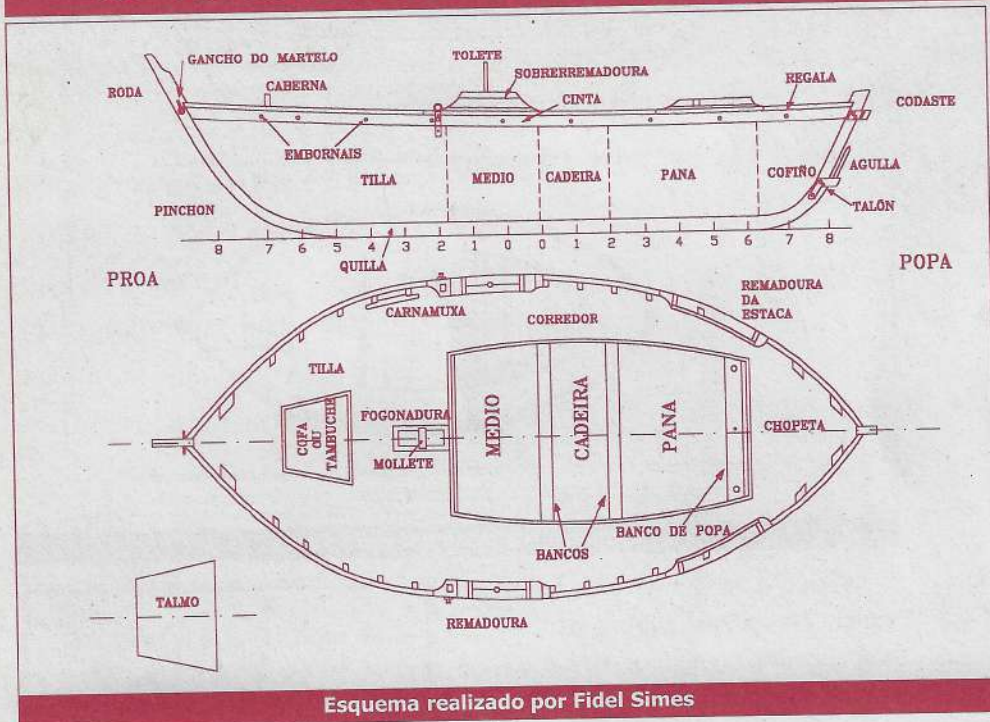 TOLETE
GANCHO DO MARTELO
SOBRERREMADOURA
RODA
CABERNA
CINTA
REGALA
CODASTE
EMBORNAIS
TILLA
MEDIO
CADEIRA
PANA
COFIÑO
AGULLA
PINCHON
TALÓN
8 7 6 5 4 3 2 1 0 0 1 2 3 4 5 6 7 8
QUILLA
PROA
POPA
CARNAMUXA
CORREDOR
REMADOURA
DA
ESTACA
TILLA
COFA
OU
TAMBUCHE
FOGONADURA
MOLLETE
MEDIO
CADEIRA
PANA
CHOPETA
BANCOS
BANCO DE POPA
TALMO
REMADOURA
Esquema realizado por Fidel Simes